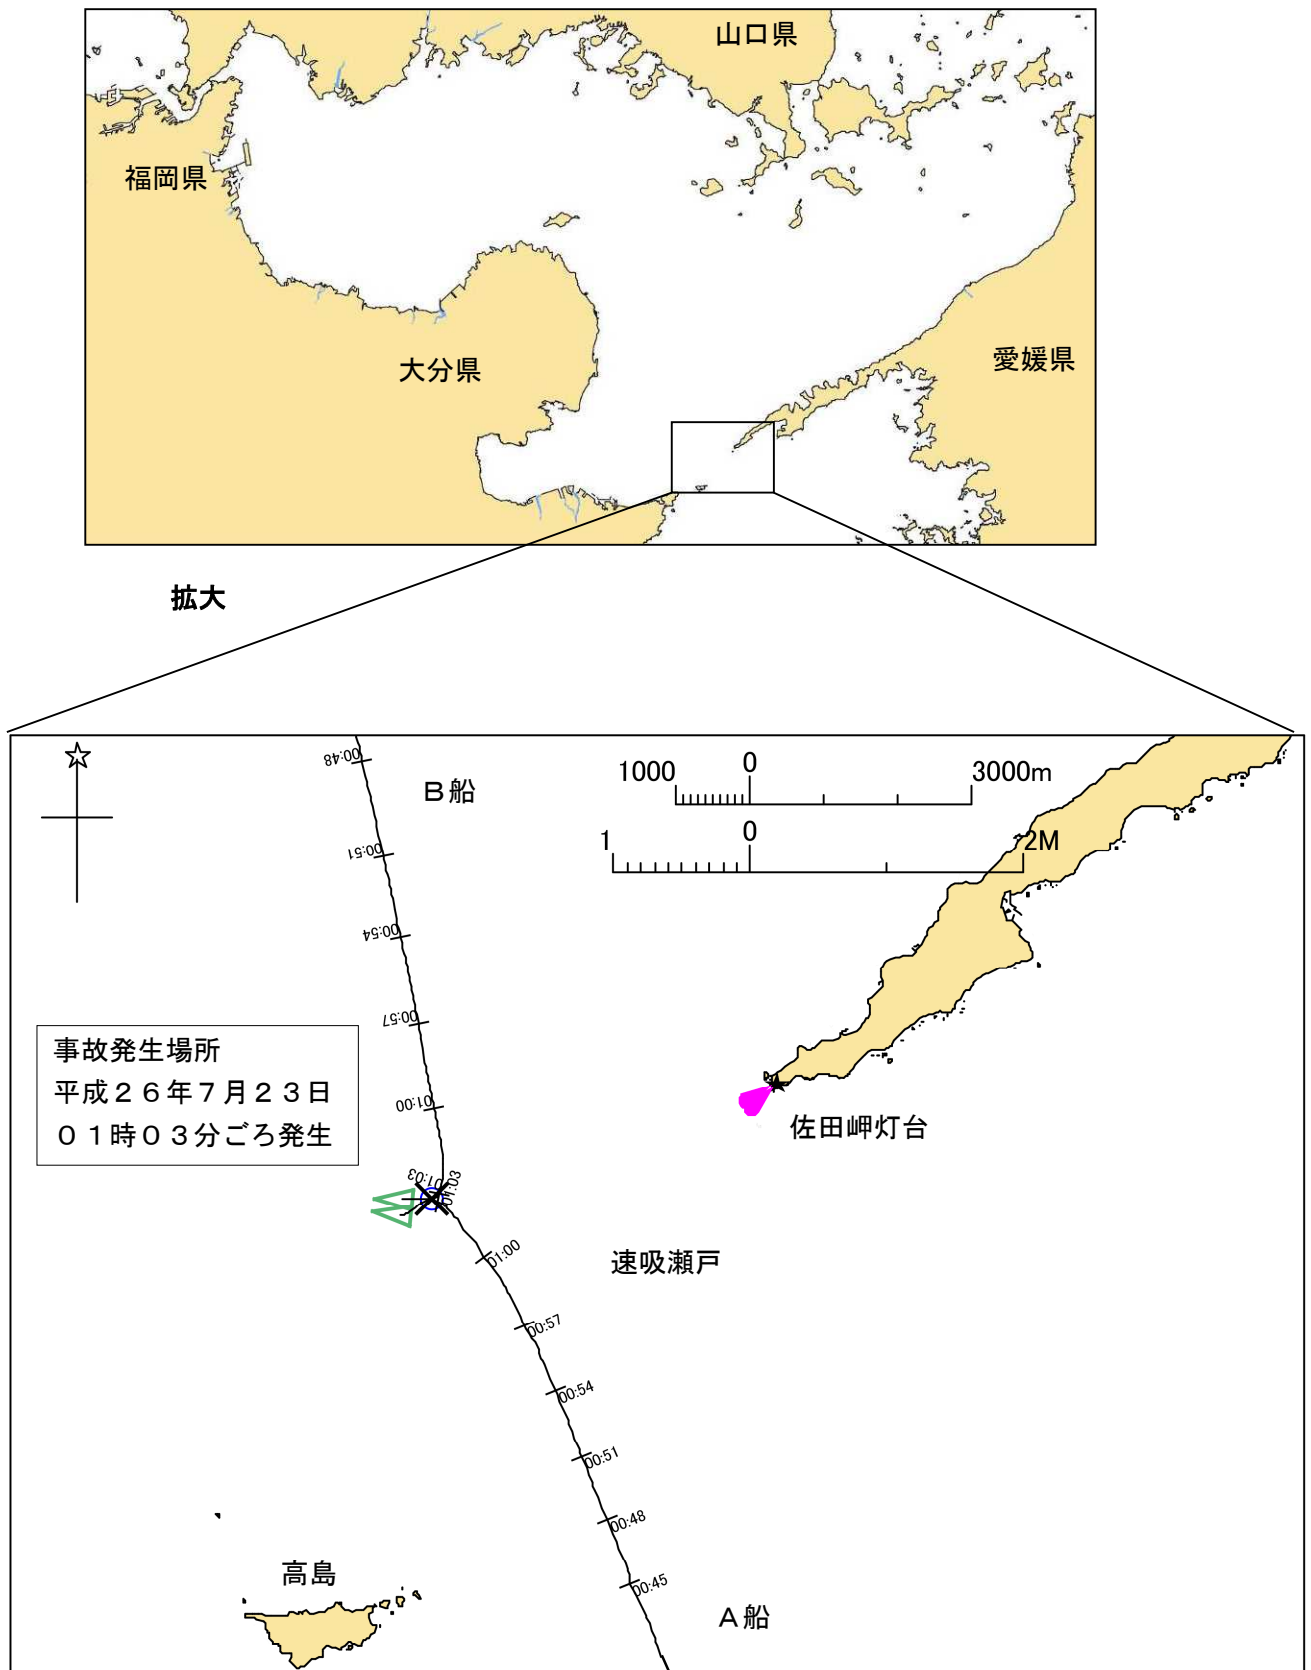 山口県
福岡県
大分県
愛媛県
拡大
B船
1000 0 3000m
1 0 2M
00:48
00:51
00:54
00:57
01:00
01:03
事故発生場所
平成26年7月23日
01時03分ごろ発生
佐田岬灯台
速吸瀬戸
01:03
01:00
00:57
00:54
00:51
00:48
00:45
高島
A船